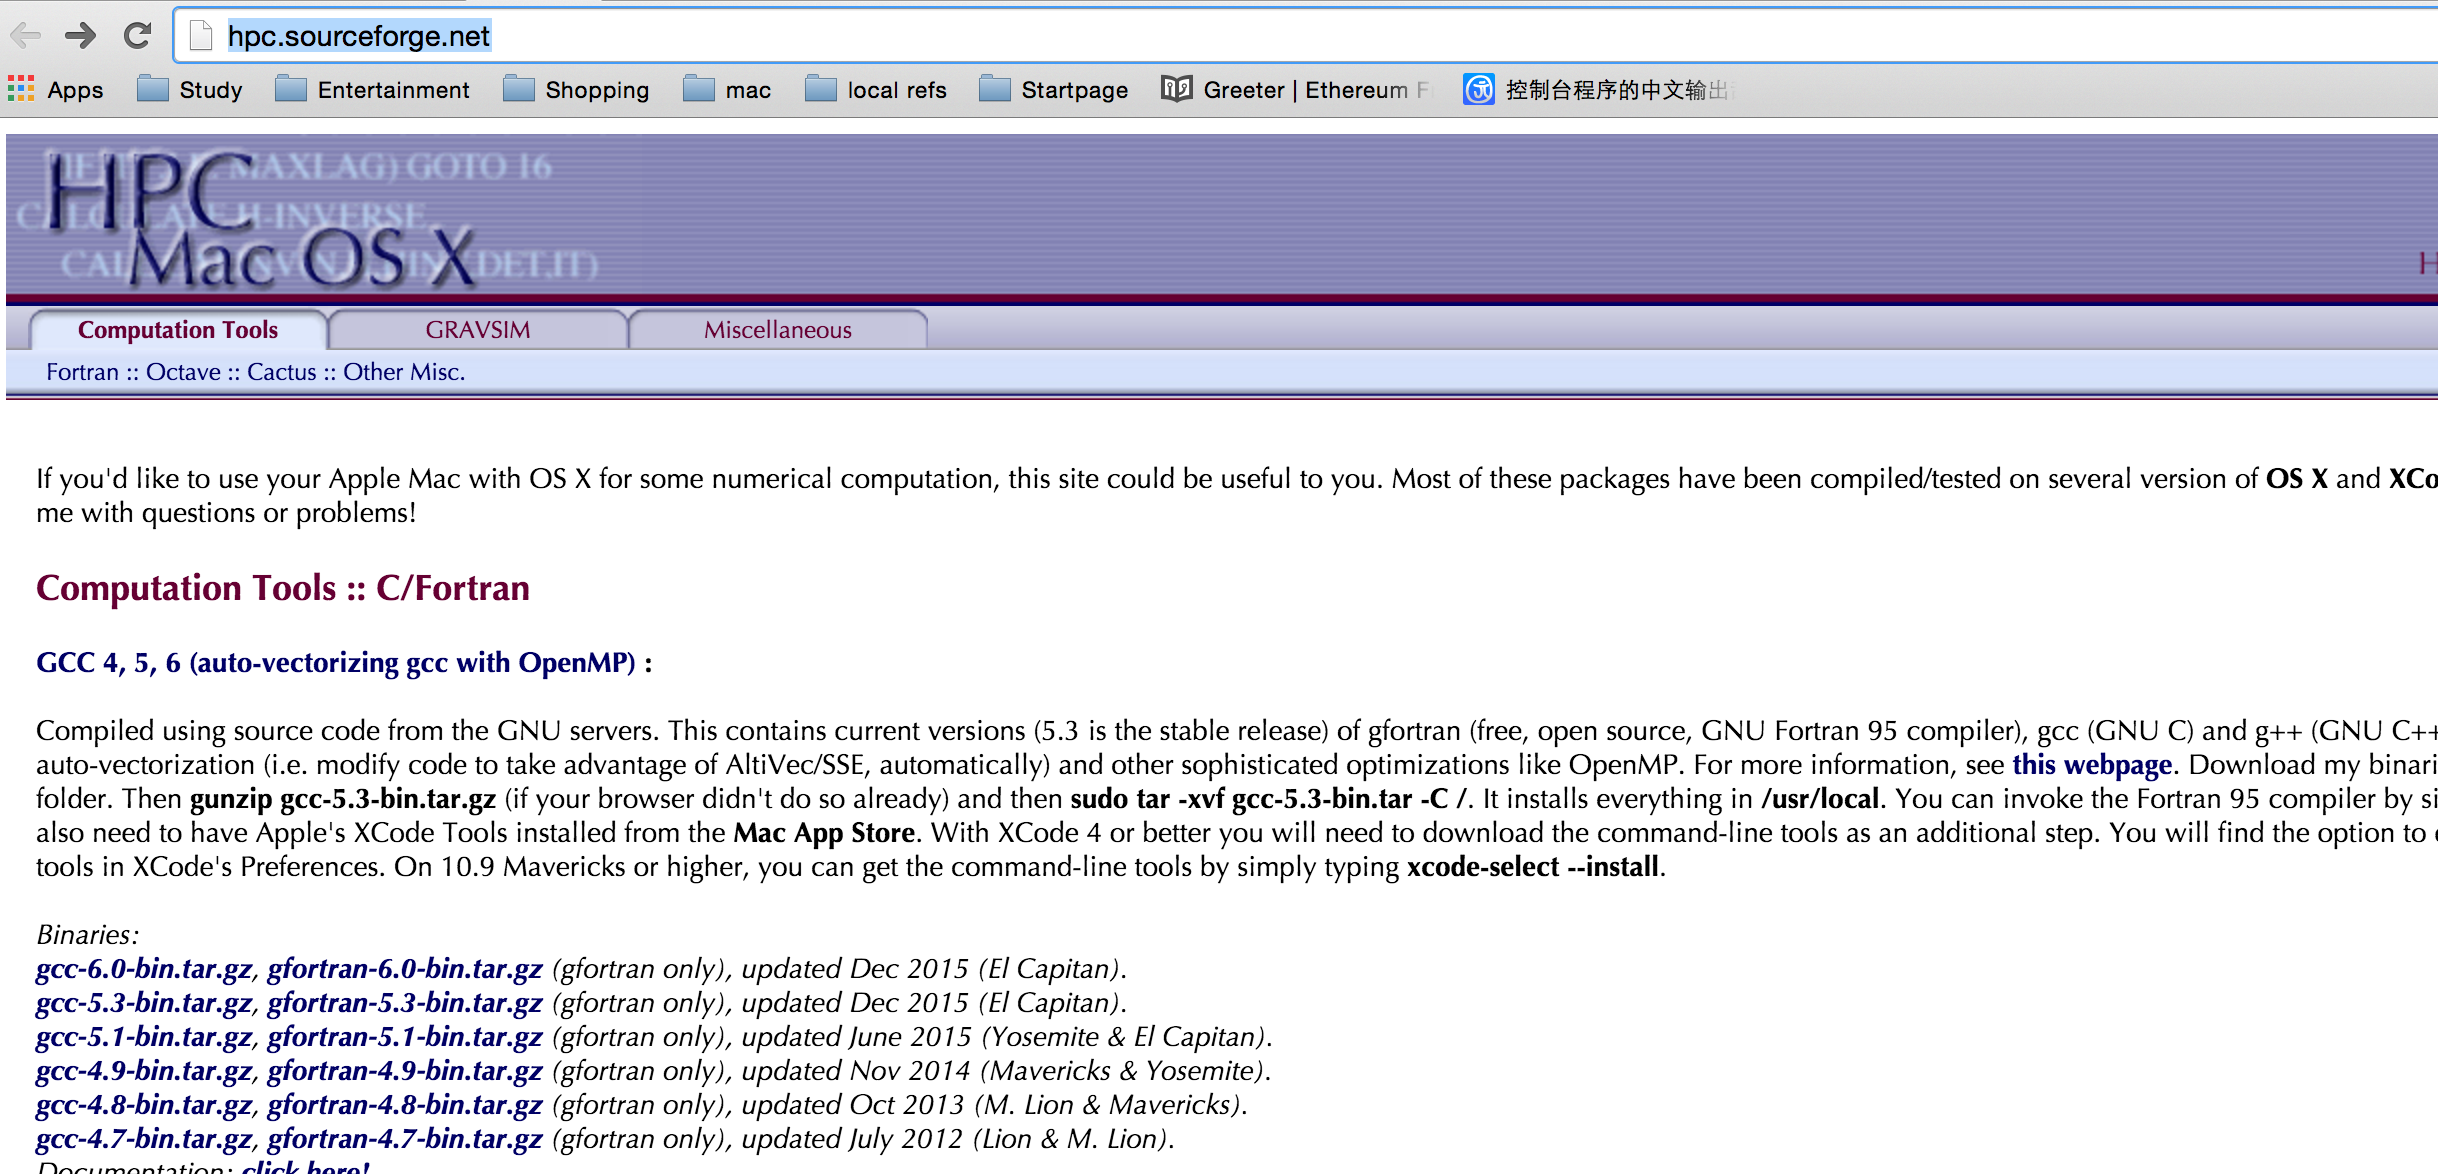 hpc.sourceforge.net
Apps Study Entertainment Shopping mac local refs Startpage Greeter | Ethereum F 控制台程序的中文输出
MAXLAG) GOTO 16
HPC
H-INVERSE
Mac OS X
DET,IT)
H
Computation Tools GRAVSIM Miscellaneous
Fortran :: Octave :: Cactus :: Other Misc.
If you'd like to use your Apple Mac with OS X for some numerical computation, this site could be useful to you. Most of these packages have been compiled/tested on several version of OS X and XCo
me with questions or problems!
Computation Tools :: C/Fortran
GCC 4, 5, 6 (auto-vectorizing gcc with OpenMP) :
Compiled using source code from the GNU servers. This contains current versions (5.3 is the stable release) of gfortran (free, open source, GNU Fortran 95 compiler), gcc (GNU C) and g++ (GNU C++
auto-vectorization (i.e. modify code to take advantage of AltiVec/SSE, automatically) and other sophisticated optimizations like OpenMP. For more information, see this webpage. Download my binari
folder. Then gunzip gcc-5.3-bin.tar.gz (if your browser didn't do so already) and then sudo tar -xvf gcc-5.3-bin.tar -C /. It installs everything in /usr/local. You can invoke the Fortran 95 compiler by si
also need to have Apple's XCode Tools installed from the Mac App Store. With XCode 4 or better you will need to download the command-line tools as an additional step. You will find the option to
tools in XCode's Preferences. On 10.9 Mavericks or higher, you can get the command-line tools by simply typing xcode-select --install.
Binaries:
gcc-6.0-bin.tar.gz, gfortran-6.0-bin.tar.gz (gfortran only), updated Dec 2015 (El Capitan).
gcc-5.3-bin.tar.gz, gfortran-5.3-bin.tar.gz (gfortran only), updated Dec 2015 (El Capitan).
gcc-5.1-bin.tar.gz, gfortran-5.1-bin.tar.gz (gfortran only), updated June 2015 (Yosemite & El Capitan).
gcc-4.9-bin.tar.gz, gfortran-4.9-bin.tar.gz (gfortran only), updated Nov 2014 (Mavericks & Yosemite).
gcc-4.8-bin.tar.gz, gfortran-4.8-bin.tar.gz (gfortran only), updated Oct 2013 (M. Lion & Mavericks).
gcc-4.7-bin.tar.gz, gfortran-4.7-bin.tar.gz (gfortran only), updated July 2012 (Lion & M. Lion).
Documentation: click here!